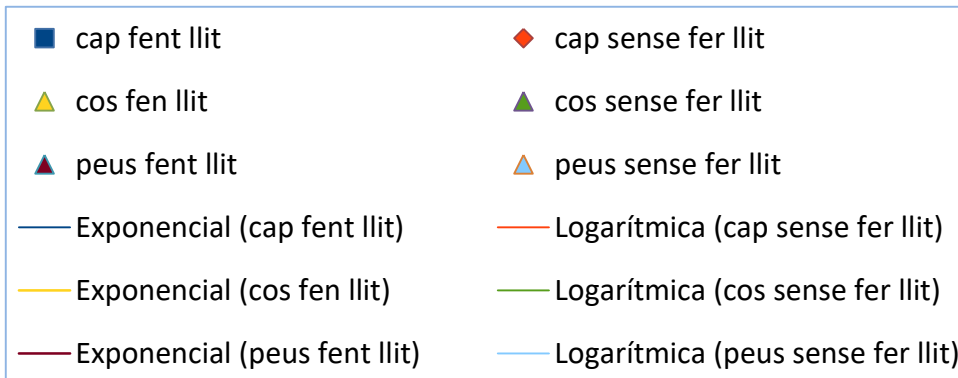 cap fent llit
cap sense fer llit
cos fen llit
cos sense fer llit
peus fent llit
peus sense fer llit
Exponencial (cap fent llit)
Logarítmica (cap sense fer llit)
Exponencial (cos fen llit)
Logarítmica (cos sense fer llit)
Exponencial (peus fent llit)
Logarítmica (peus sense fer llit)